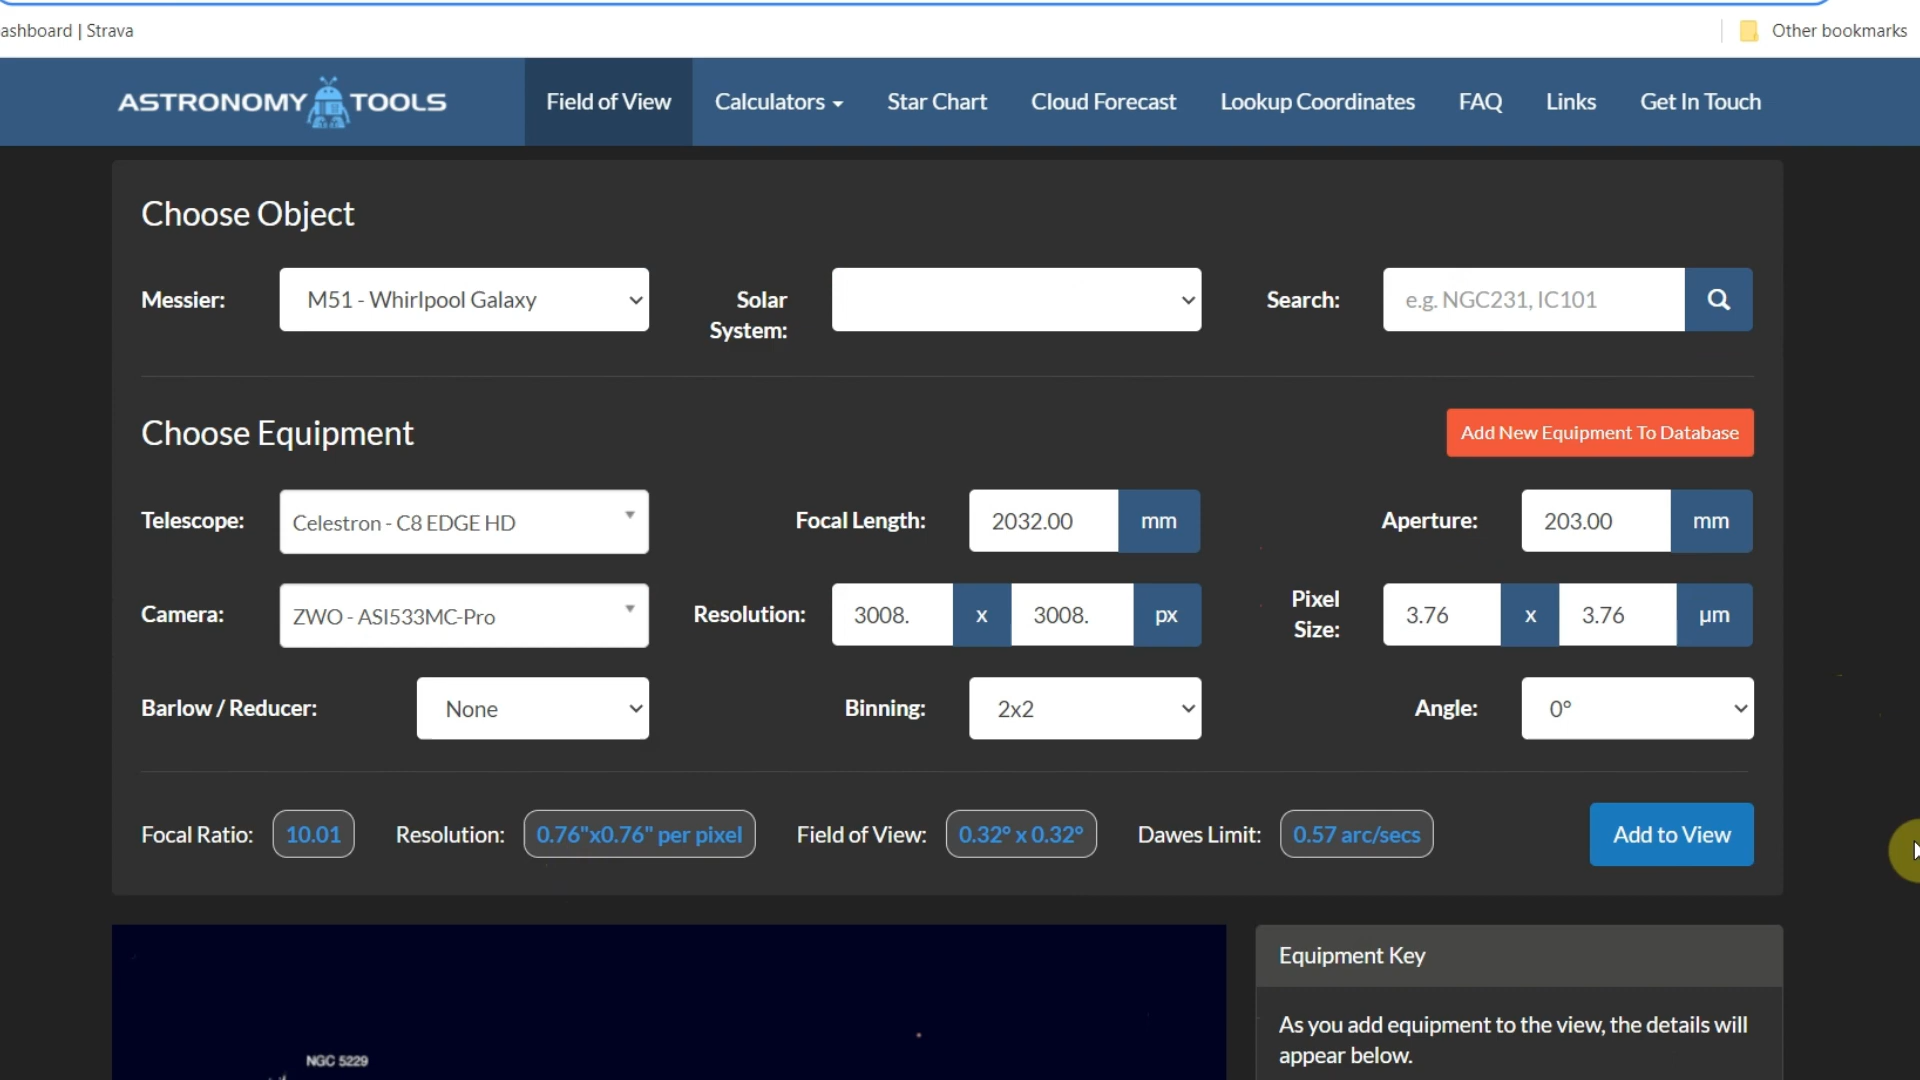 ashboard | Strava
Other bookmarks
ASTRONOMY TOOLS
Field of View
Calculators
Star Chart
Cloud Forecast
Lookup Coordinates
FAQ
Links
Get In Touch
Choose Object
Messier:
M51 - Whirlpool Galaxy
Solar
System:
Search:
e.g. NGC231, IC101
Choose Equipment
Add New Equipment To Database
Telescope:
Celestron - C8 EDGE HD
Focal Length:
2032.00
mm
Aperture:
203.00
mm
Camera:
ZWO - ASI533MC-Pro
Resolution:
3008.
x
3008.
px
Pixel
Size:
3.76
x
3.76
µm
Barlow / Reducer:
None
Binning:
2x2
Angle:
0°
Focal Ratio:
10.01
Resolution:
0.76"x0.76" per pixel
Field of View:
0.32° x 0.32°
Dawes Limit:
0.57 arc/secs
Add to View
Equipment Key
As you add equipment to the view, the details will
appear below.
NGC 5229